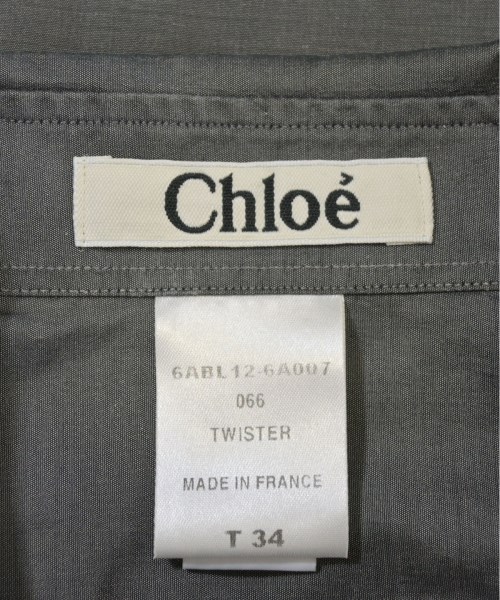 Chloé
6ABL12-6A007
066
TWISTER
MADE IN FRANCE
T 34